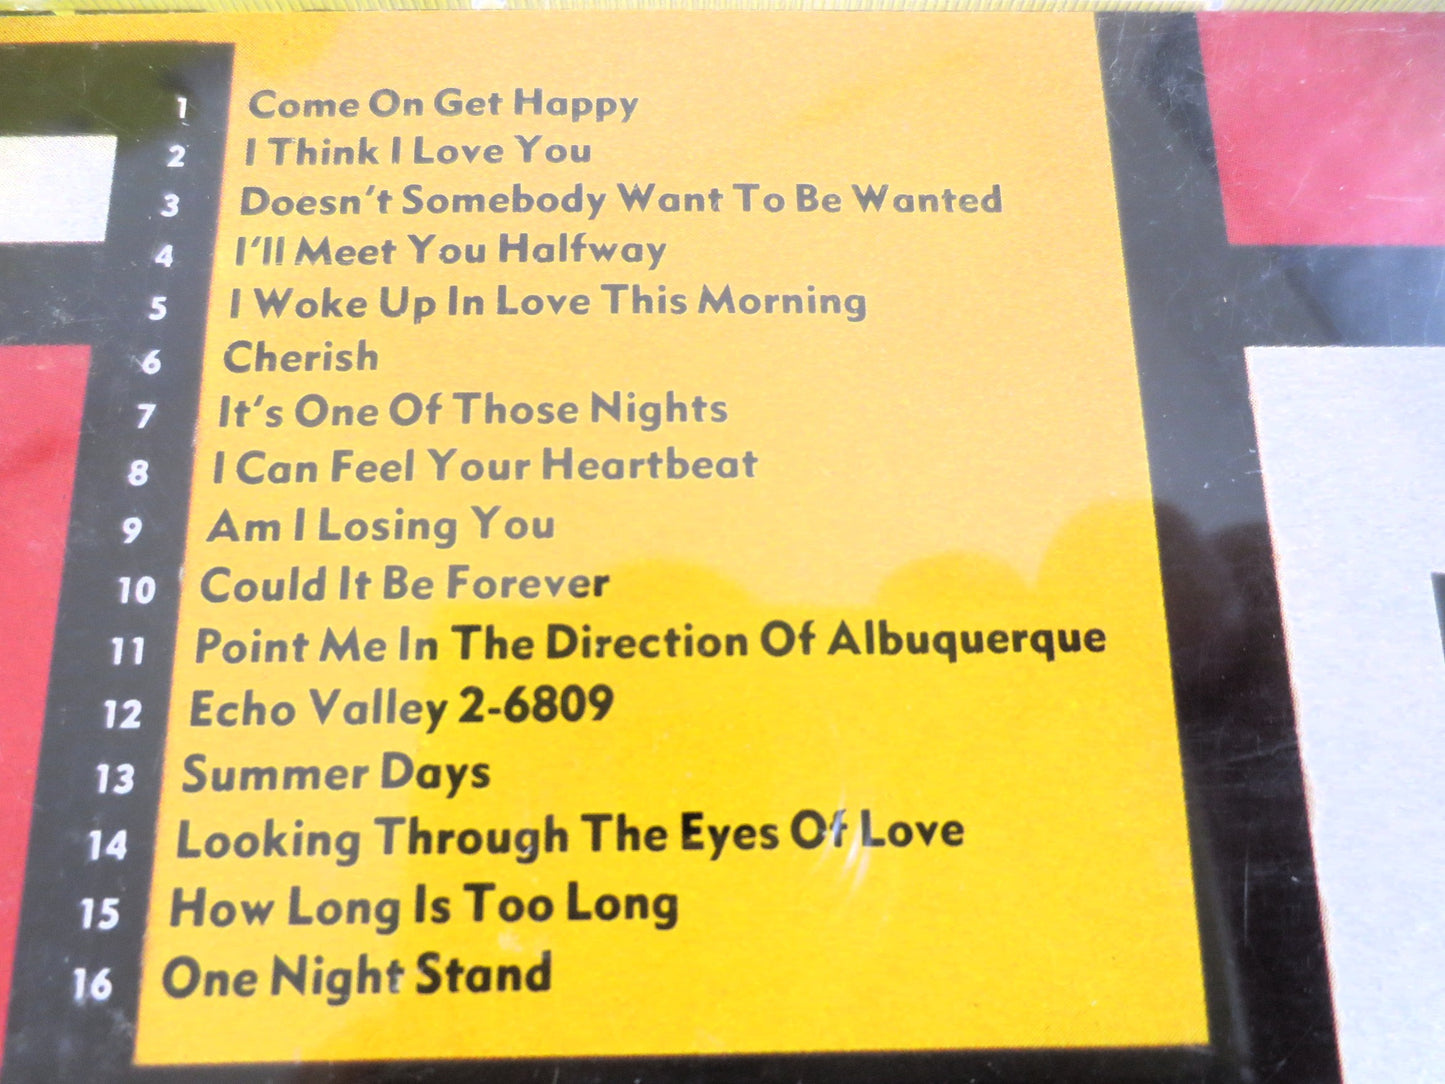 1 Come On Get Happy
2 I Think I Love You
3 Doesn't Somebody Want To Be Wanted
4 I'll Meet You Halfway
5 I Woke Up In Love This Morning
6 Cherish
7 It's One Of Those Nights
8 I Can Feel Your Heartbeat
9 Am I Losing You
10 Could It Be Forever
11 Point Me In The Direction Of Albuquerque
12 Echo Valley 2-6809
13 Summer Days
14 Looking Through The Eyes Of Love
15 How Long Is Too Long
16 One Night Stand